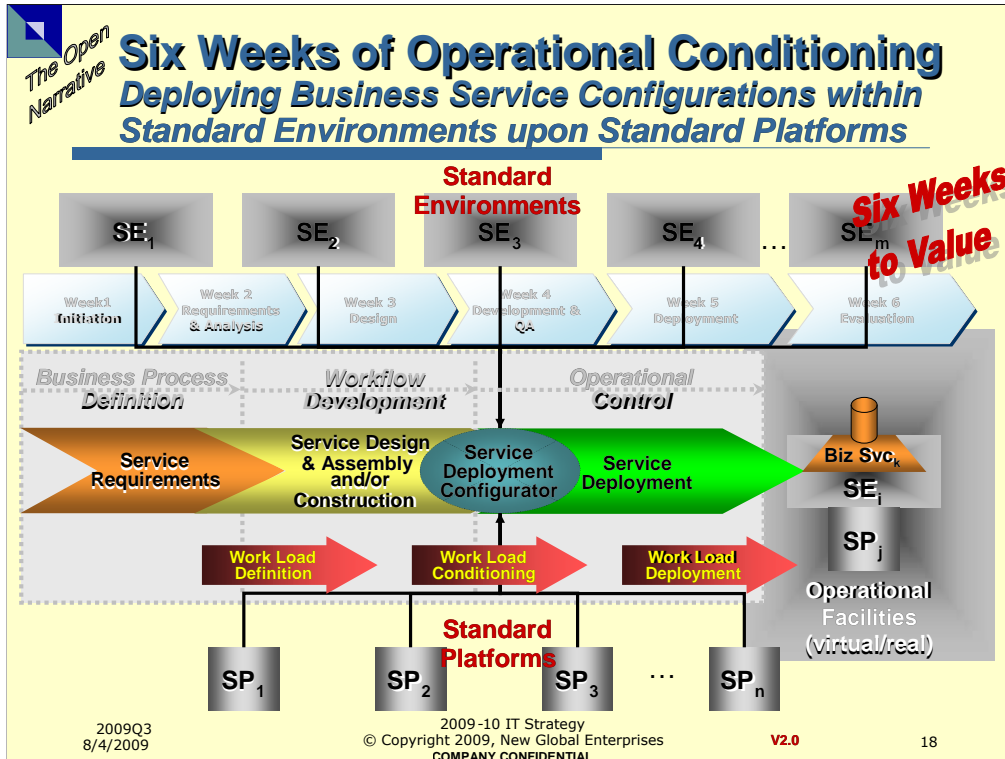 The Open
Narrative
Six Weeks of Operational Conditioning
Deploying Business Service Configurations within
Standard Environments upon Standard Platforms
Standard
Environments
Six Weeks
to Value
SE1
SE2
SE3
SE4
...
SEm
Week1
Initiation
Week 2
Requirements
& Analysis
Week 3
Design
Week 4
Development &
QA
Week 5
Deployment
Week 6
Evaluation
Business Process
Definition
Workflow
Development
Operational
Control
Service
Requirements
Service Design
& Assembly
and/or
Construction
Service
Deployment
Configurator
Service
Deployment
Biz Svck
SEi
SPj
Operational
Facilities
(virtual/real)
Work Load
Definition
Work Load
Conditioning
Work Load
Deployment
Standard
Platforms
SP1
SP2
SP3
...
SPn
2009Q3
8/4/2009
2009-10 IT Strategy
© Copyright 2009, New Global Enterprises
COMPANY CONFIDENTIAL
V2.0
18